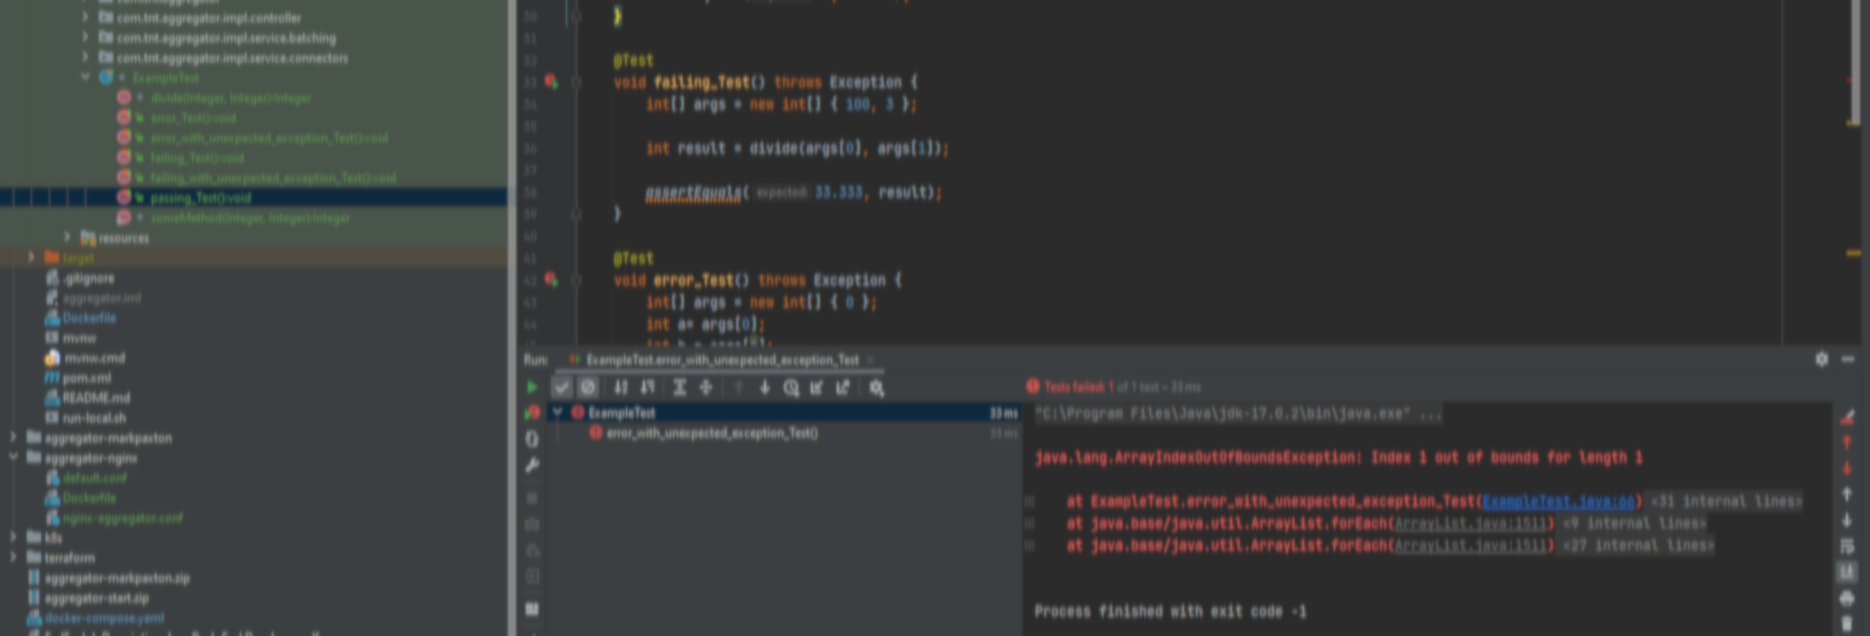 com.tnt.aggregator.impl.controller
com.tnt.aggregator.impl.service.batching
com.tnt.aggregator.impl.service.connectors
ExampleTest
divide(Integer, Integer):Integer
error_Test():void
error_with_unexpected_exception_Test():void
failing_Test():void
failing_with_unexpected_exception_Test():void
passing_Test():void
someMethod(Integer, Integer):Integer
resources
target
.gitignore
aggregator.iml
Dockerfile
mvnw
mvnw.cmd
pom.xml
README.md
run-local.sh
aggregator-markpaxton
aggregator-nginx
default.conf
Dockerfile
nginx-aggregator.conf
k8s
terraform
aggregator-markpaxton.zip
aggregator-start.zip
docker-compose.yaml
30 }
31
32 @Test
33 void failing_Test() throws Exception {
34 int[] args = new int[] { 100, 3 };
35
36 int result = divide(args[0], args[1]);
37
38 assertEquals( expected: 33.333, result);
39 }
40
41 @Test
42 void error_Test() throws Exception {
43 int[] args = new int[] { 0 };
44 int a= args[0];
Run: ExampleTest.error_with_unexpected_exception_Test
Tests failed: 1 of 1 test – 33 ms
ExampleTest 33 ms
error_with_unexpected_exception_Test() 33 ms
"C:\Program Files\Java\jdk-17.0.2\bin\java.exe" ...
java.lang.ArrayIndexOutOfBoundsException: Index 1 out of bounds for length 1
at ExampleTest.error_with_unexpected_exception_Test(ExampleTest.java:66) <31 internal lines>
at java.base/java.util.ArrayList.forEach(ArrayList.java:1511) <9 internal lines>
at java.base/java.util.ArrayList.forEach(ArrayList.java:1511) <27 internal lines>
Process finished with exit code -1